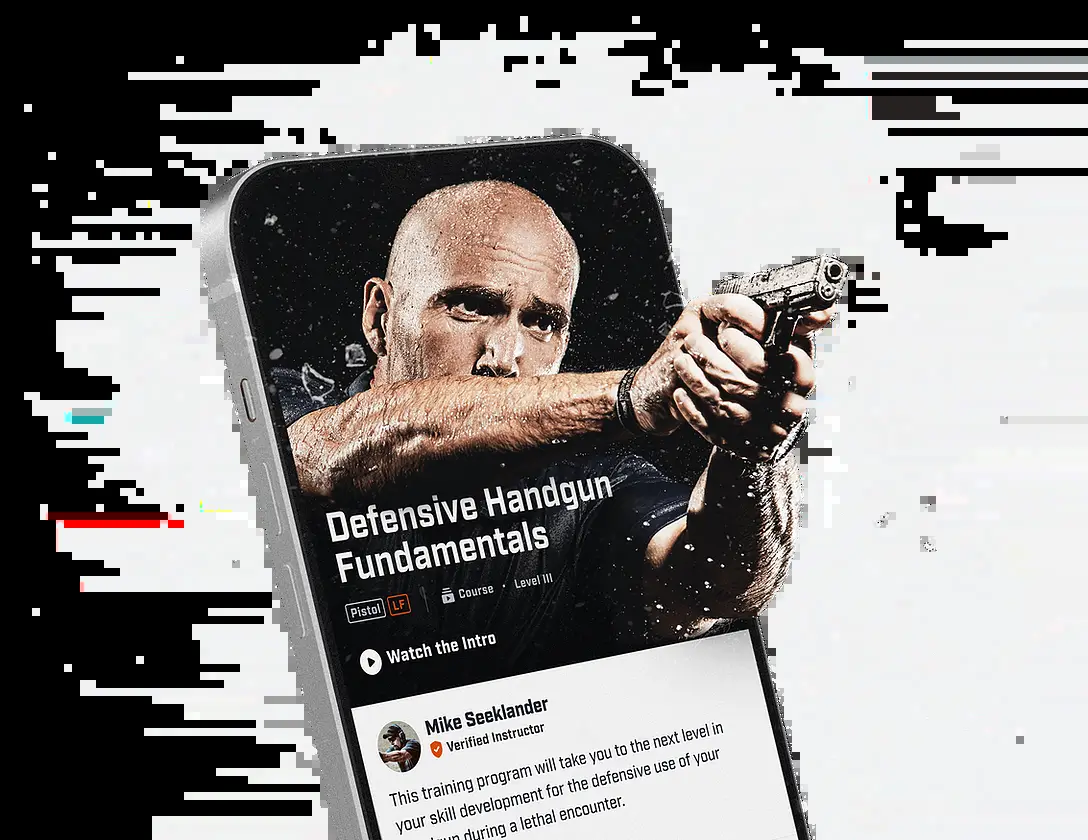 Defensive Handgun
Fundamentals
Pistol LF Course · Level III
Watch the Intro
Mike Seeklander
Verified Instructor
This training program will take you to the next level in
your skill development for the defensive use of your
during a lethal encounter.